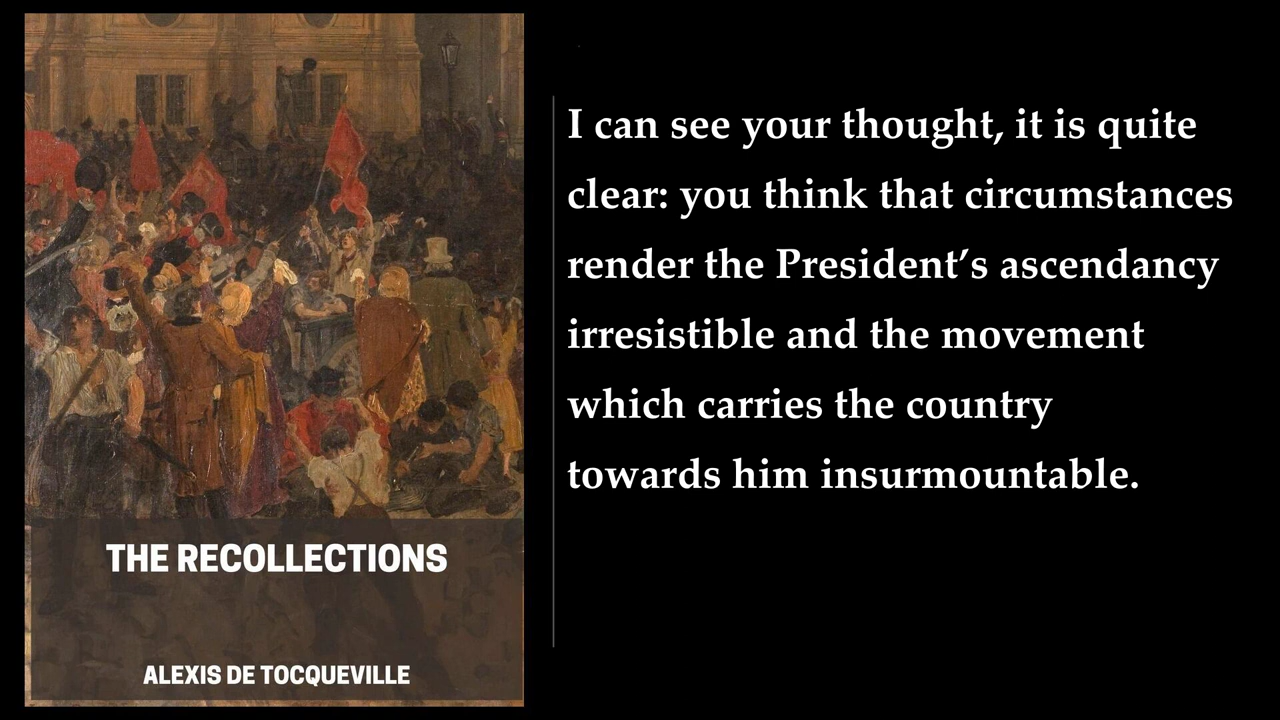 THE RECOLLECTIONS
ALEXIS DE TOCQUEVILLE
I can see your thought, it is quite
clear: you think that circumstances
render the President’s ascendancy
irresistible and the movement
which carries the country
towards him insurmountable.